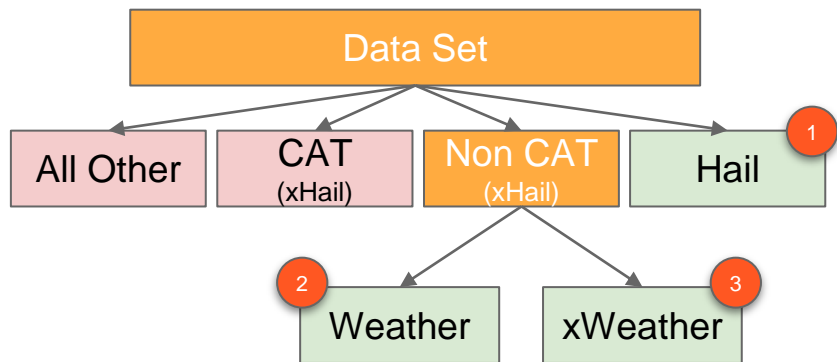 Data Set
1
All Other
CAT
(xHail)
Non CAT
(xHail)
Hail
2
Weather
3
xWeather